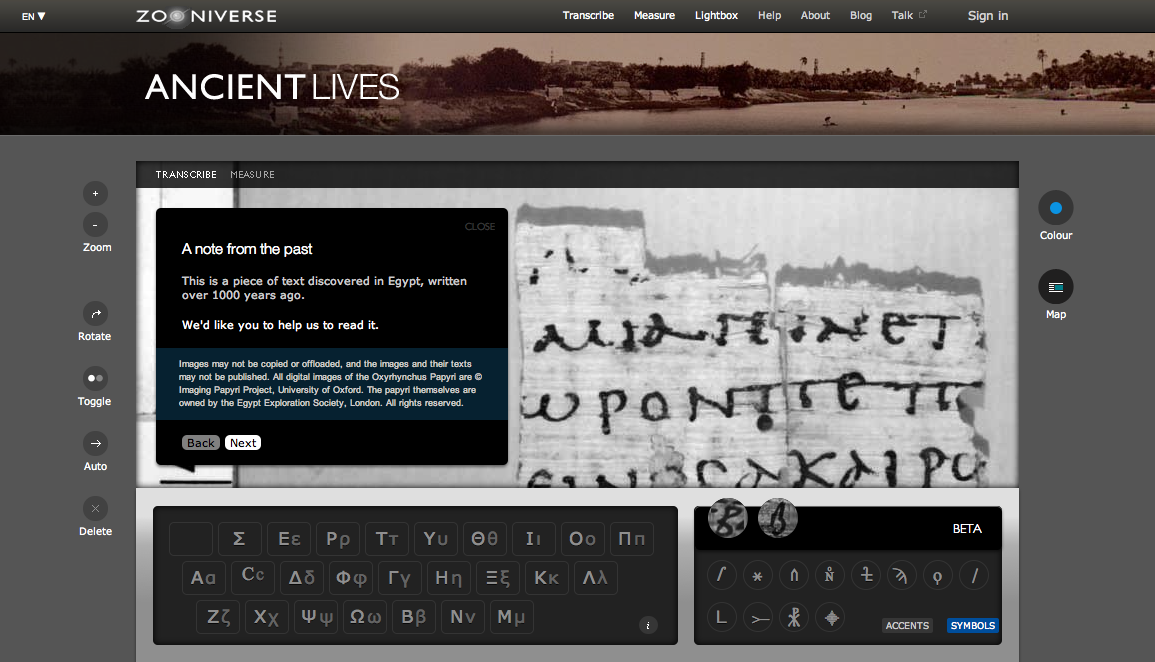 EN▼
ZOONIVERSE
Transcribe Measure Lightbox Help About Blog Talk Sign in
ANCIENT LIVES
TRANSCRIBE MEASURE
+
-
Zoom
Rotate
Toggle
Auto
Delete
CLOSE
A note from the past
This is a piece of text discovered in Egypt, written
over 1000 years ago.
We'd like you to help us to read it.
Images may not be copied or offloaded, and the images and their texts
may not be published. All digital images of the Oxyrhynchus Papyri are ©
Imaging Papyri Project, University of Oxford. The papyri themselves are
owned by the Egypt Exploration Society, London. All rights reserved.
Back Next
Colour
Map
Σ Εε Ρρ Ττ Υυ Θθ Ιι Οο Ππ
Αα Ϲϲ Δδ Φφ Γγ Ηη Ξξ Κκ Λλ
Ζζ Χχ Ψψ Ωω Ββ Νν Μμ
i
BETA
ACCENTS SYMBOLS